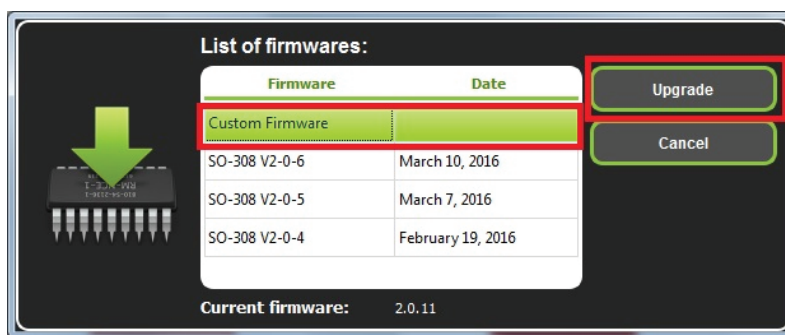 List of firmwares:
Firmware Date
Custom Firmware
SO-308 V2-0-6 March 10, 2016
SO-308 V2-0-5 March 7, 2016
SO-308 V2-0-4 February 19, 2016
Upgrade
Cancel
Current firmware: 2.0.11